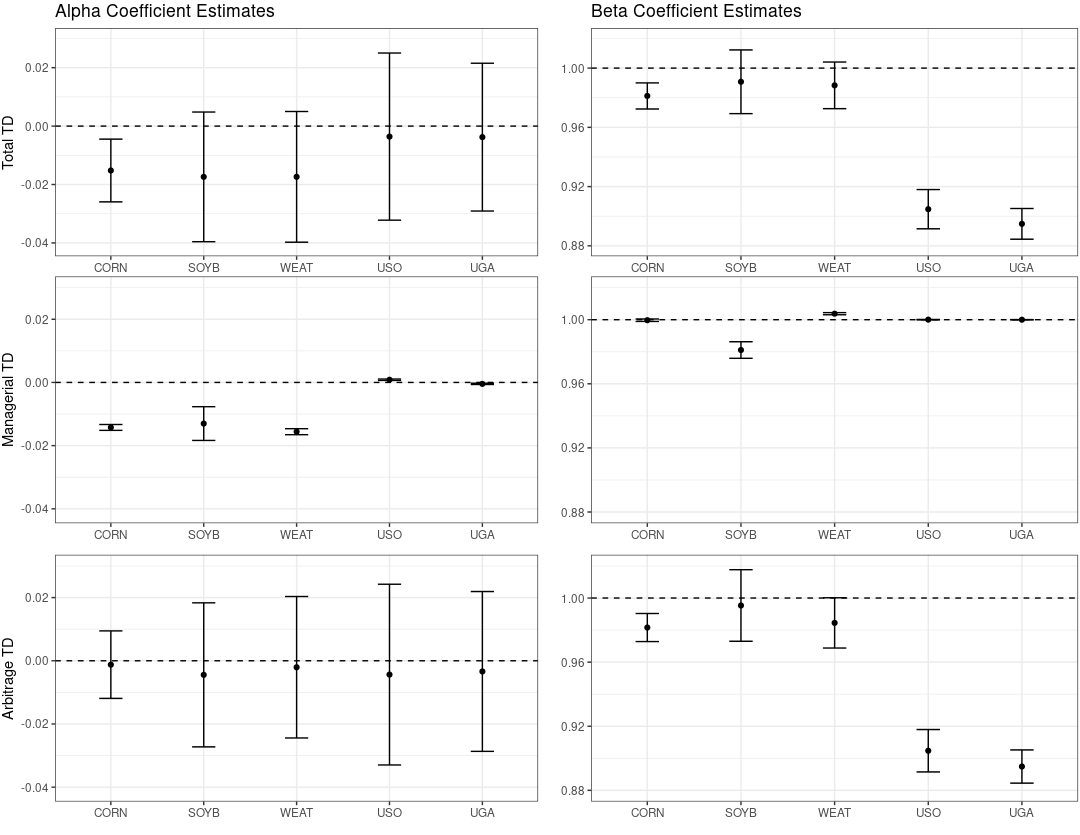 Alpha Coefficient Estimates
Beta Coefficient Estimates
Total TD
0.02
0.00
-0.02
-0.04
CORN SOYB WEAT USO UGA
1.00
0.96
0.92
0.88
CORN SOYB WEAT USO UGA
Managerial TD
0.02
0.00
-0.02
-0.04
CORN SOYB WEAT USO UGA
1.00
0.96
0.92
0.88
CORN SOYB WEAT USO UGA
Arbitrage TD
0.02
0.00
-0.02
-0.04
CORN SOYB WEAT USO UGA
1.00
0.96
0.92
0.88
CORN SOYB WEAT USO UGA